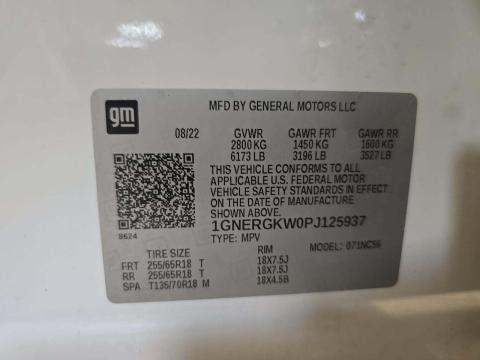 gm
MFD BY GENERAL MOTORS LLC
08/22 GVWR GAWR FRT GAWR RR
2800 KG 1450 KG 1600 KG
6173 LB 3196 LB 3527 LB
THIS VEHICLE CONFORMS TO ALL
APPLICABLE U.S. FEDERAL MOTOR
VEHICLE SAFETY STANDARDS IN EFFECT
ON THE DATE OF MANUFACTURE
SHOWN ABOVE.
1GNERGKW0PJ125937
8624 TYPE: MPV MODEL: 071NC56
TIRE SIZE RIM
FRT 255/65R18 T 18X7.5J
RR 255/65R18 T 18X7.5J
SPA T135/70R18 M 18X4.5B